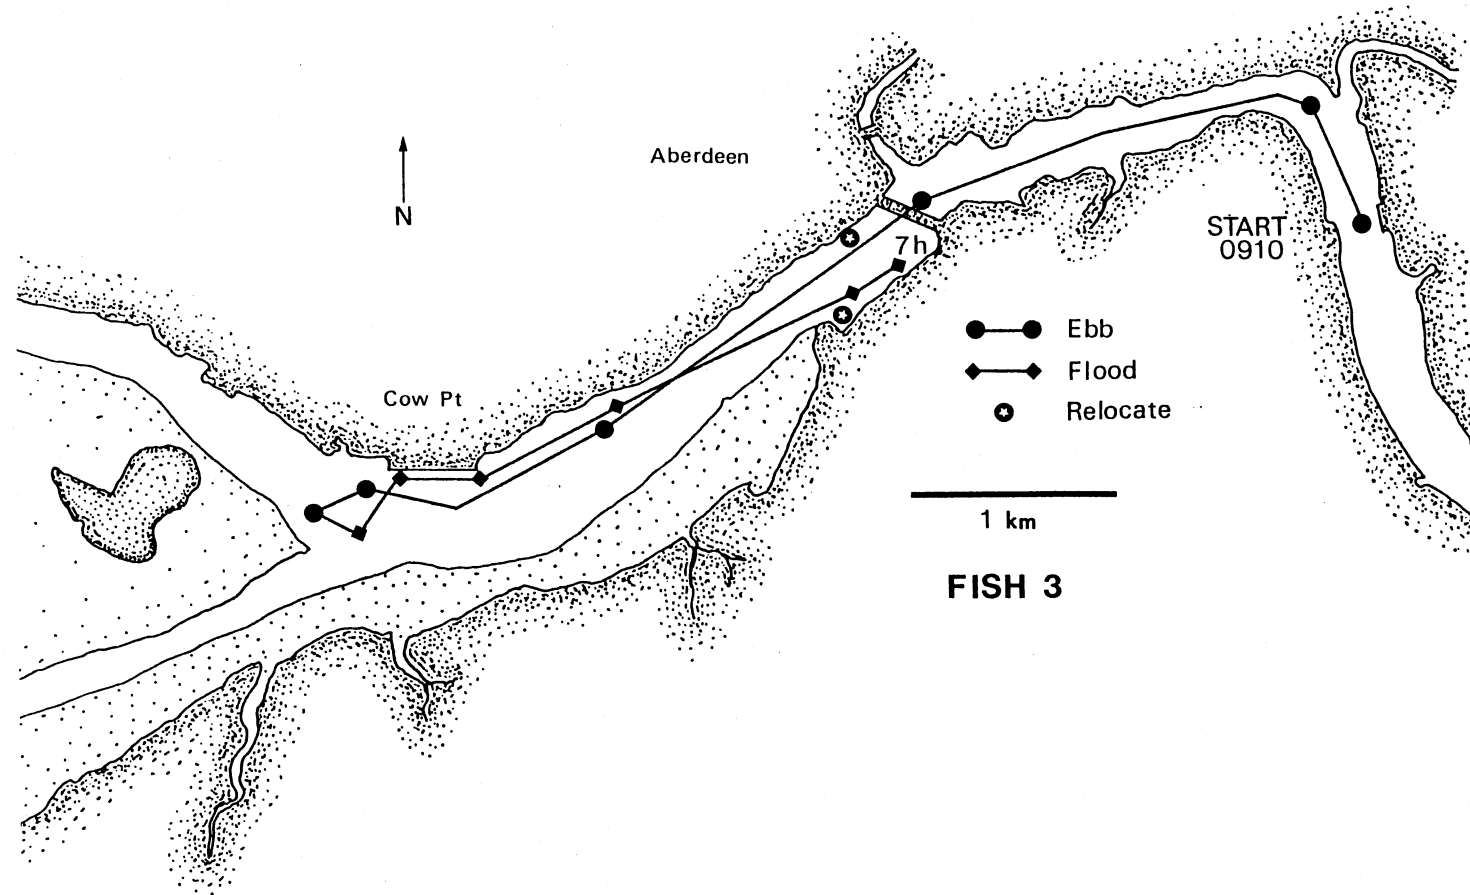 Aberdeen
N
7h
START
0910
Ebb
Flood
Relocate
Cow Pt
1 km
FISH 3